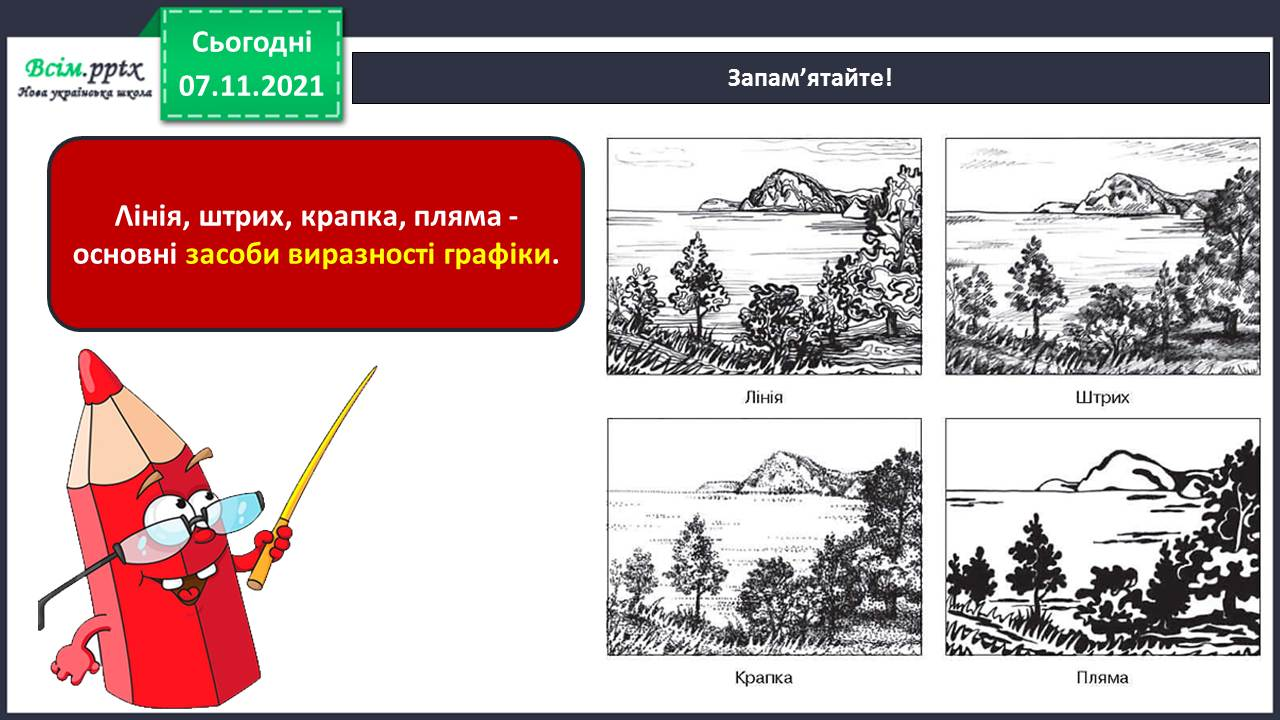 Всім.pptx
Нова українська школа
Сьогодні
07.11.2021
Запам’ятайте!
Лінія, штрих, крапка, пляма -
основні засоби виразності графіки.
Лінія
Штрих
Крапка
Пляма